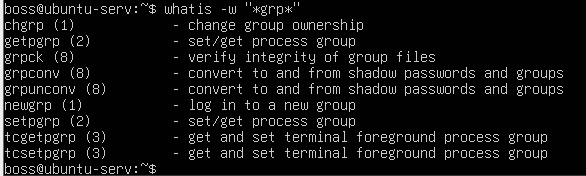 boss@ubuntu-serv:~$ whatis -w "*grp*"
chgrp (1)            - change group ownership
getpgrp (2)          - set/get process group
grpck (8)            - verify integrity of group files
grpconv (8)          - convert to and from shadow passwords and groups
grpunconv (8)        - convert to and from shadow passwords and groups
newgrp (1)           - log in to a new group
setpgrp (2)          - set/get process group
tcgetpgrp (3)        - get and set terminal foreground process group
tcsetpgrp (3)        - get and set terminal foreground process group
boss@ubuntu-serv:~$